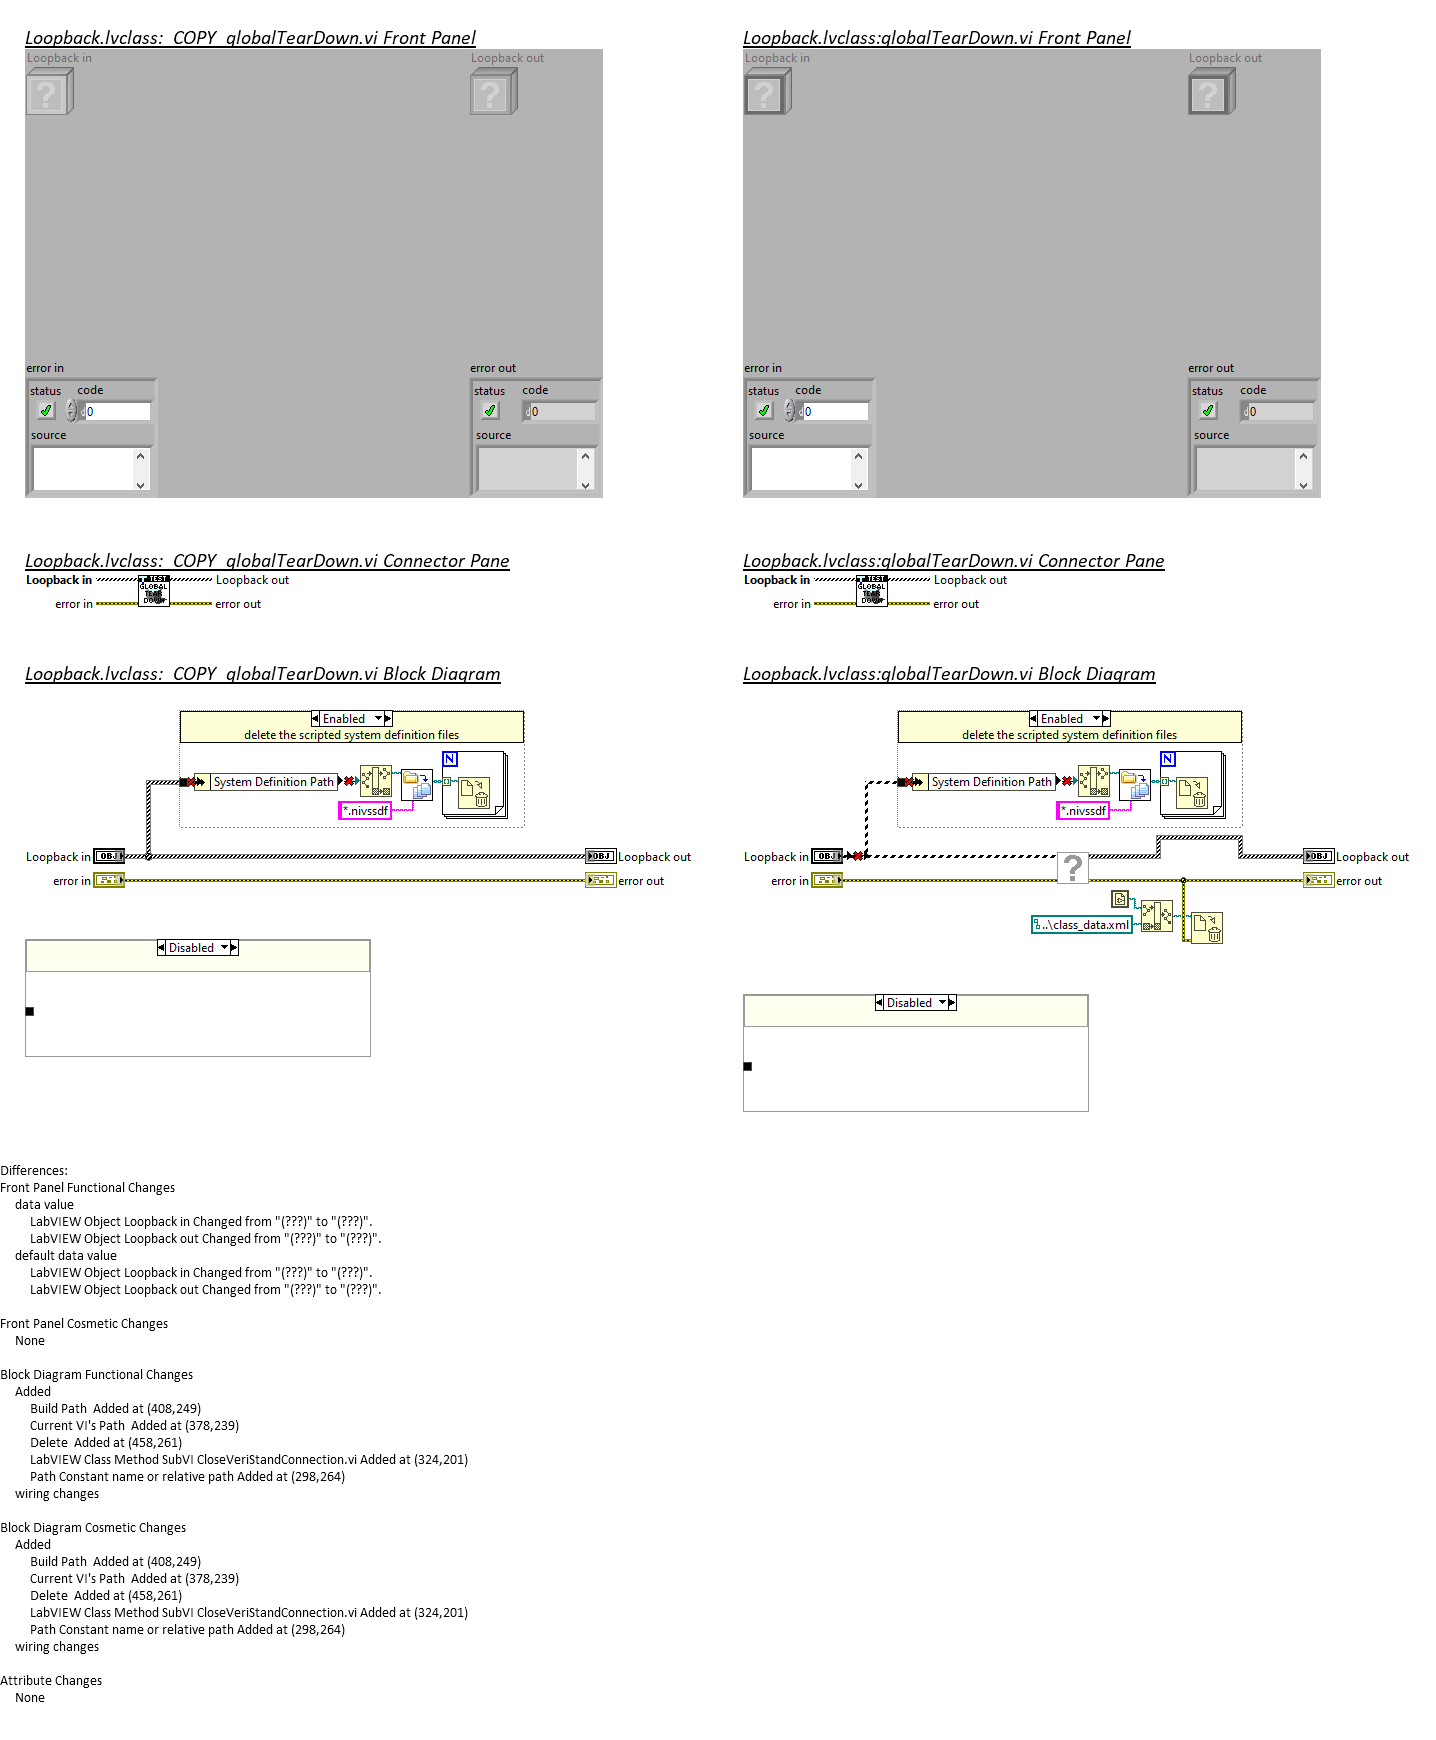 Loopback.lvclass:_COPY_globalTearDown.vi Front Panel
Loopback in
Loopback out
?
?
error in
error out
status
code
status
code
d0
d0
source
source
Loopback.lvclass:globalTearDown.vi Front Panel
Loopback in
Loopback out
?
?
error in
error out
status
code
status
code
d0
d0
source
source
Loopback.lvclass:_COPY_globalTearDown.vi Connector Pane
Loopback in
Loopback out
TEST
GLOBAL
TEAR
DOWN
error in
error out
Loopback.lvclass:globalTearDown.vi Connector Pane
Loopback in
Loopback out
TEST
GLOBAL
TEAR
DOWN
error in
error out
Loopback.lvclass:_COPY_globalTearDown.vi Block Diagram
Enabled
delete the scripted system definition files
N
System Definition Path
*.nivssdf
Loopback in
OBJ
OBJ
Loopback out
error in
error out
Disabled
Loopback.lvclass:globalTearDown.vi Block Diagram
Enabled
delete the scripted system definition files
N
System Definition Path
*.nivssdf
Loopback in
OBJ
?
OBJ
Loopback out
error in
error out
..\class_data.xml
Disabled
Differences:
Front Panel Functional Changes
data value
LabVIEW Object Loopback in Changed from "(???)" to "(???)".
LabVIEW Object Loopback out Changed from "(???)" to "(???)".
default data value
LabVIEW Object Loopback in Changed from "(???)" to "(???)".
LabVIEW Object Loopback out Changed from "(???)" to "(???)".
Front Panel Cosmetic Changes
None
Block Diagram Functional Changes
Added
Build Path  Added at (408,249)
Current VI's Path  Added at (378,239)
Delete  Added at (458,261)
LabVIEW Class Method SubVI CloseVeriStandConnection.vi Added at (324,201)
Path Constant name or relative path Added at (298,264)
wiring changes
Block Diagram Cosmetic Changes
Added
Build Path  Added at (408,249)
Current VI's Path  Added at (378,239)
Delete  Added at (458,261)
LabVIEW Class Method SubVI CloseVeriStandConnection.vi Added at (324,201)
Path Constant name or relative path Added at (298,264)
wiring changes
Attribute Changes
None